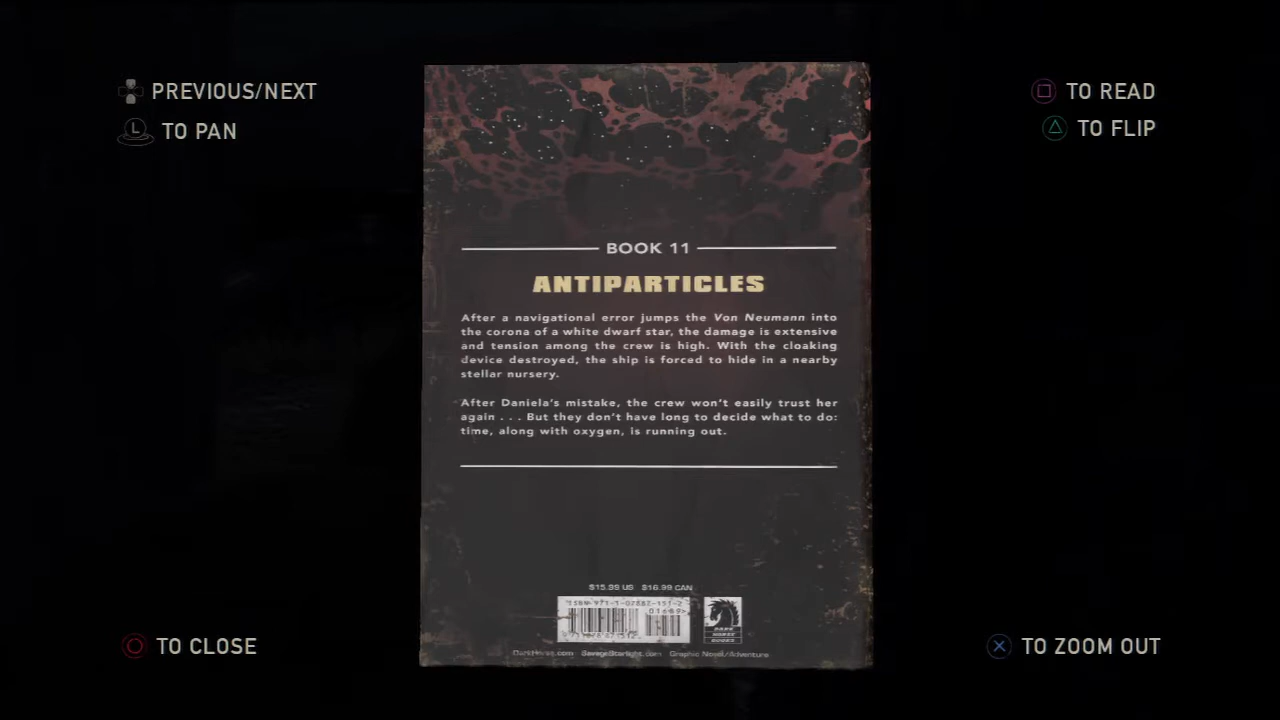 PREVIOUS/NEXT
L TO PAN
TO READ
TO FLIP
BOOK 11
ANTIPARTICLES
After a navigational error jumps the Von Neumann into
the corona of a white dwarf star, the damage is extensive
and tension among the crew is high. With the cloaking
device destroyed, the ship is forced to hide in a nearby
stellar nursery.
After Daniela's mistake, the crew won't easily trust her
again . . . But they don't have long to decide what to do:
time, along with oxygen, is running out.
$15.99 US $16.99 CAN
DARK
HORSE
BOOKS
DarkHorse.com SavageStarlight.com Graphic Novel/Adventure
TO CLOSE
TO ZOOM OUT